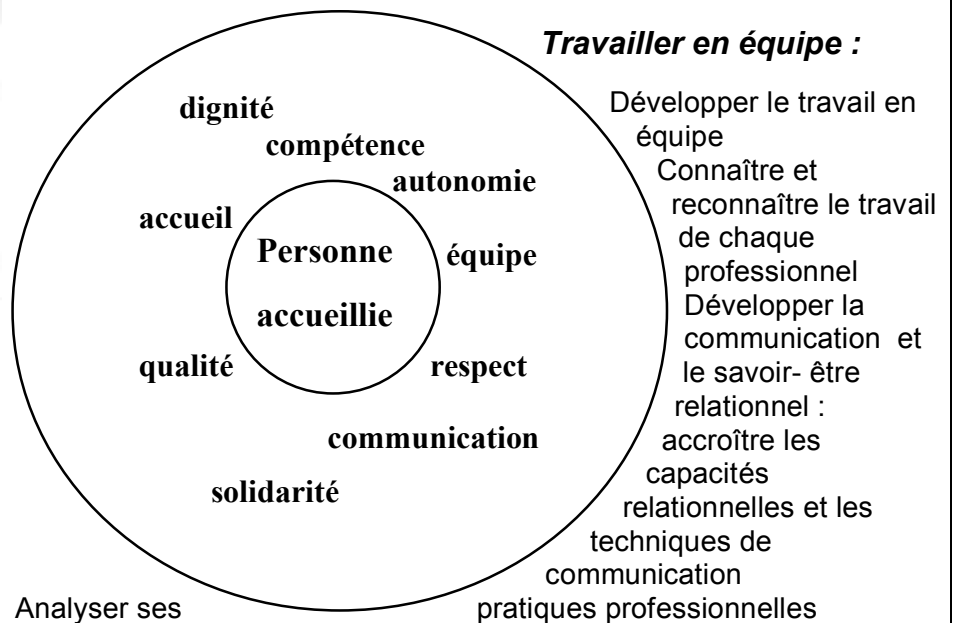 Travailler en équipe :
dignité
compétence
autonomie
accueil
Personne
accueillie
équipe
qualité
respect
communication
solidarité
Développer le travail en
équipe
Connaître et
reconnaître le travail
de chaque
professionnel
Développer la
communication et
le savoir- être
relationnel :
accroître les
capacités
relationnelles et les
techniques de
communication
Analyser ses pratiques professionnelles